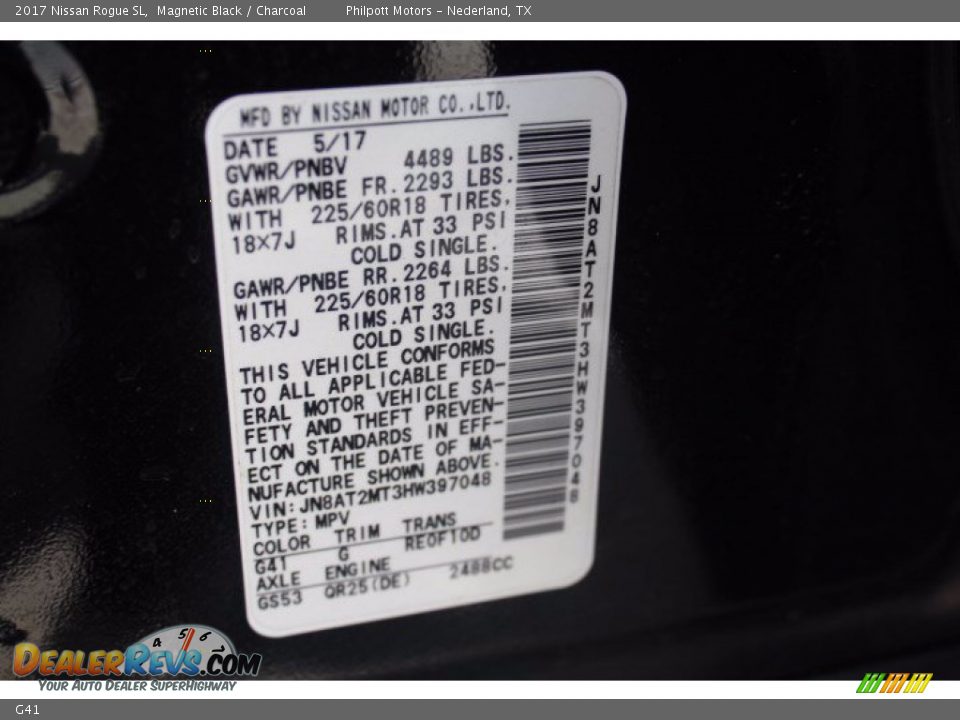 2017 Nissan Rogue SL, Magnetic Black / Charcoal Philpott Motors - Nederland, TX
MFD BY NISSAN MOTOR CO.,LTD.
DATE 5/17
GVWR/PNBV 4489 LBS.
GAWR/PNBE FR. 2293 LBS.
WITH 225/60R18 TIRES,
18×7J RIMS.AT 33 PSI
COLD SINGLE.
GAWR/PNBE RR. 2264 LBS.
WITH 225/60R18 TIRES,
18×7J RIMS.AT 33 PSI
COLD SINGLE.
THIS VEHICLE CONFORMS
TO ALL APPLICABLE FED-
ERAL MOTOR VEHICLE SA-
FETY AND THEFT PREVEN-
TION STANDARDS IN EFF-
ECT ON THE DATE OF MA-
NUFACTURE SHOWN ABOVE.
VIN: JN8AT2MT3HW397048
TYPE: MPV
COLOR TRIM TRANS
G41 G RE0F10D
AXLE ENGINE
GS53 QR25(DE) 2488CC
JN8AT2MT3HW397048
4 5 6
DEALERREVS.COM
YOUR AUTO DEALER SUPERHIGHWAY
G41